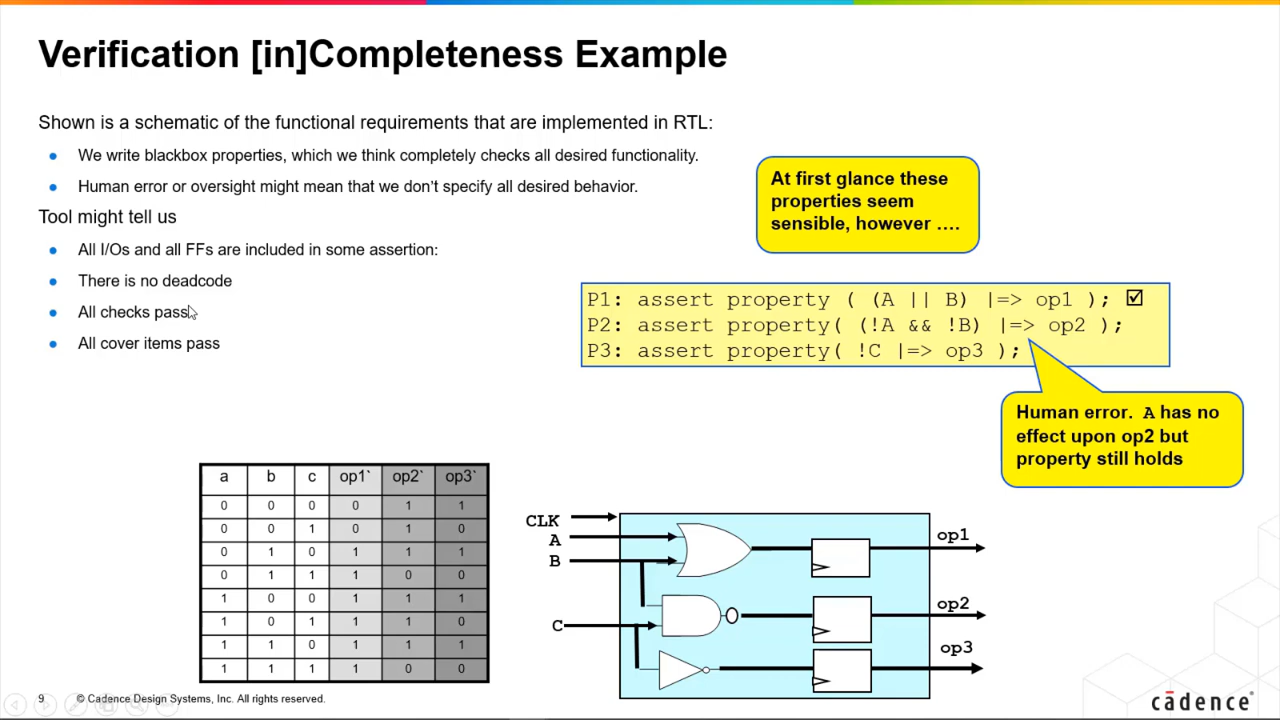 Verification [in]Completeness Example
Shown is a schematic of the functional requirements that are implemented in RTL:
• We write blackbox properties, which we think completely checks all desired functionality.
• Human error or oversight might mean that we don’t specify all desired behavior.
Tool might tell us
• All I/Os and all FFs are included in some assertion:
• There is no deadcode
• All checks pass
• All cover items pass
At first glance these
properties seem
sensible, however ….
P1: assert property ( (A || B) |=> op1 ); ☑
P2: assert property( (!A && !B) |=> op2 );
P3: assert property( !C |=> op3 );
Human error. A has no
effect upon op2 but
property still holds
a b c op1` op2` op3`
0 0 0 0 1 1
0 0 1 0 1 0
0 1 0 1 1 1
0 1 1 1 0 0
1 0 0 1 1 1
1 0 1 1 1 0
1 1 0 1 1 1
1 1 1 1 0 0
CLK
A
B
C
op1
op2
op3
9 © Cadence Design Systems, Inc. All rights reserved.
cādence®